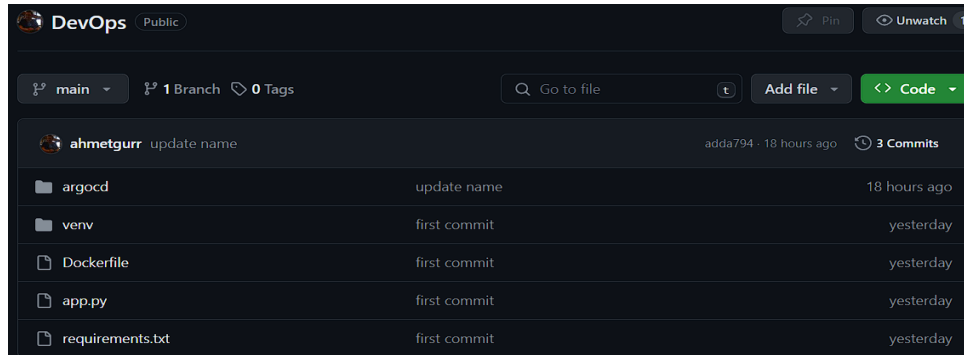 DevOps Public Pin Unwatch 1
main 1 Branch 0 Tags Go to file t Add file Code
ahmetgurr update name adda794 · 18 hours ago 3 Commits
argocd update name 18 hours ago
venv first commit yesterday
Dockerfile first commit yesterday
app.py first commit yesterday
requirements.txt first commit yesterday